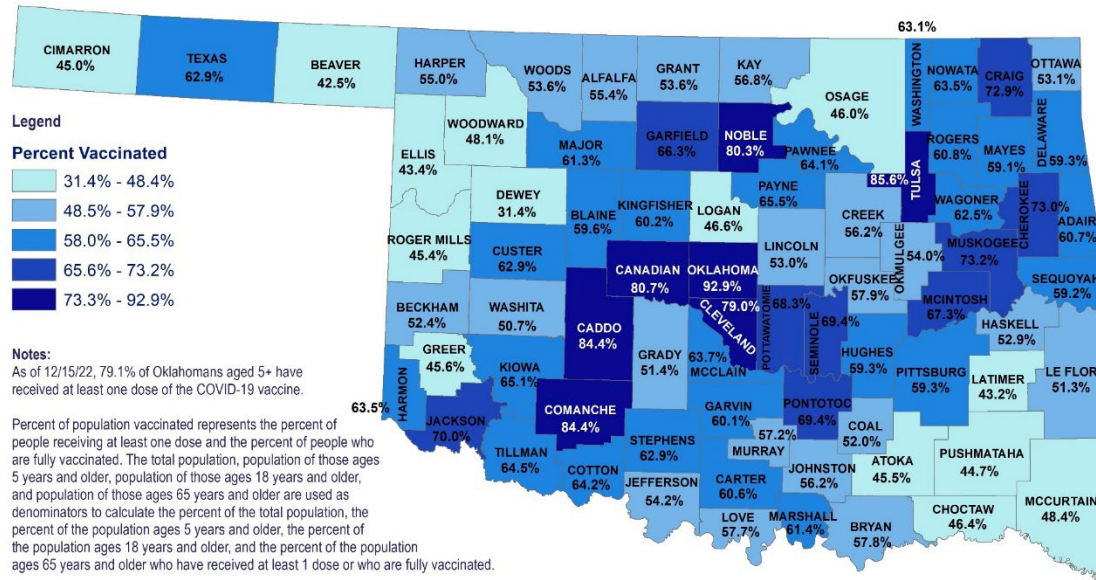 63.1%
CIMARRON
45.0%
TEXAS
62.9%
BEAVER
42.5%
HARPER
55.0%
WOODS
53.6%
ALFALFA
55.4%
GRANT
53.6%
KAY
56.8%
OSAGE
46.0%
WASHINGTON
NOWATA
63.5%
CRAIG
72.9%
OTTAWA
53.1%
WOODWARD
48.1%
ELLIS
43.4%
MAJOR
61.3%
GARFIELD
66.3%
NOBLE
80.3%
PAWNEE
64.1%
85.6%
TULSA
ROGERS
60.8%
MAYES
59.1%
DELAWARE
59.3%
Legend
Percent Vaccinated
31.4% - 48.4%
48.5% - 57.9%
58.0% - 65.5%
65.6% - 73.2%
73.3% - 92.9%
DEWEY
31.4%
BLAINE
59.6%
KINGFISHER
60.2%
LOGAN
46.6%
PAYNE
65.5%
CREEK
56.2%
WAGONER
62.5%
CHEROKEE
73.0%
ADAIR
60.7%
ROGER MILLS
45.4%
CUSTER
62.9%
CANADIAN
80.7%
OKLAHOMA
92.9%
LINCOLN
53.0%
OKFUSKEE
57.9%
OKMULGEE
54.0%
MUSKOGEE
73.2%
SEQUOYAH
59.2%
BECKHAM
52.4%
WASHITA
50.7%
CADDO
84.4%
GRADY
51.4%
79.0%
CLEVELAND
POTTAWATOMIE
68.3%
SEMINOLE
69.4%
HUGHES
59.3%
MCINTOSH
67.3%
HASKELL
52.9%
GREER
45.6%
KIOWA
65.1%
63.7%
MCCLAIN
PITTSBURG
59.3%
LATIMER
43.2%
LE FLOR
51.3%
63.5%
HARMON
JACKSON
70.0%
COMANCHE
84.4%
GARVIN
60.1%
PONTOTOC
69.4%
COAL
52.0%
TILLMAN
64.5%
COTTON
64.2%
STEPHENS
62.9%
57.2%
MURRAY
JOHNSTON
56.2%
ATOKA
45.5%
PUSHMATAHA
44.7%
MCCURTAIN
48.4%
JEFFERSON
54.2%
CARTER
60.6%
LOVE
57.7%
MARSHALL
61.4%
BRYAN
57.8%
CHOCTAW
46.4%
Notes:
As of 12/15/22, 79.1% of Oklahomans aged 5+ have
received at least one dose of the COVID-19 vaccine.
Percent of population vaccinated represents the percent of
people receiving at least one dose and the percent of people who
are fully vaccinated. The total population, population of those ages
5 years and older, population of those ages 18 years and older,
and population of those ages 65 years and older are used as
denominators to calculate the percent of the total population, the
percent of the population ages 5 years and older, the percent of
the population ages 18 years and older, and the percent of the population
ages 65 years and older who have received at least 1 dose or who are fully vaccinated.